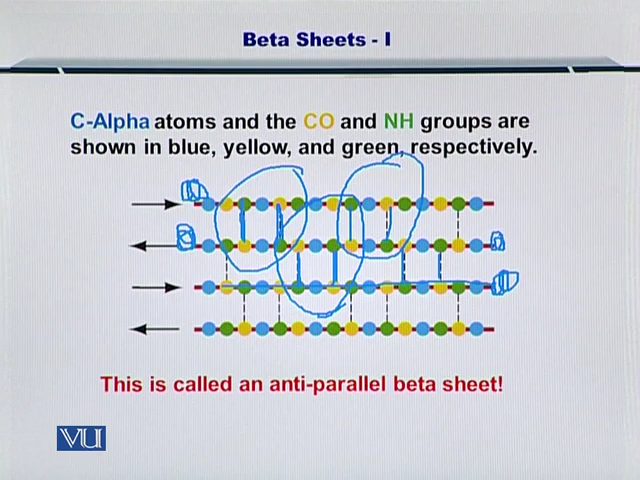 Beta Sheets - I
C-Alpha atoms and the CO and NH groups are
shown in blue, yellow, and green, respectively.
This is called an anti-parallel beta sheet!
VU